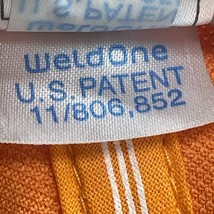 weldOne
U.S. PATENT
11/806,852